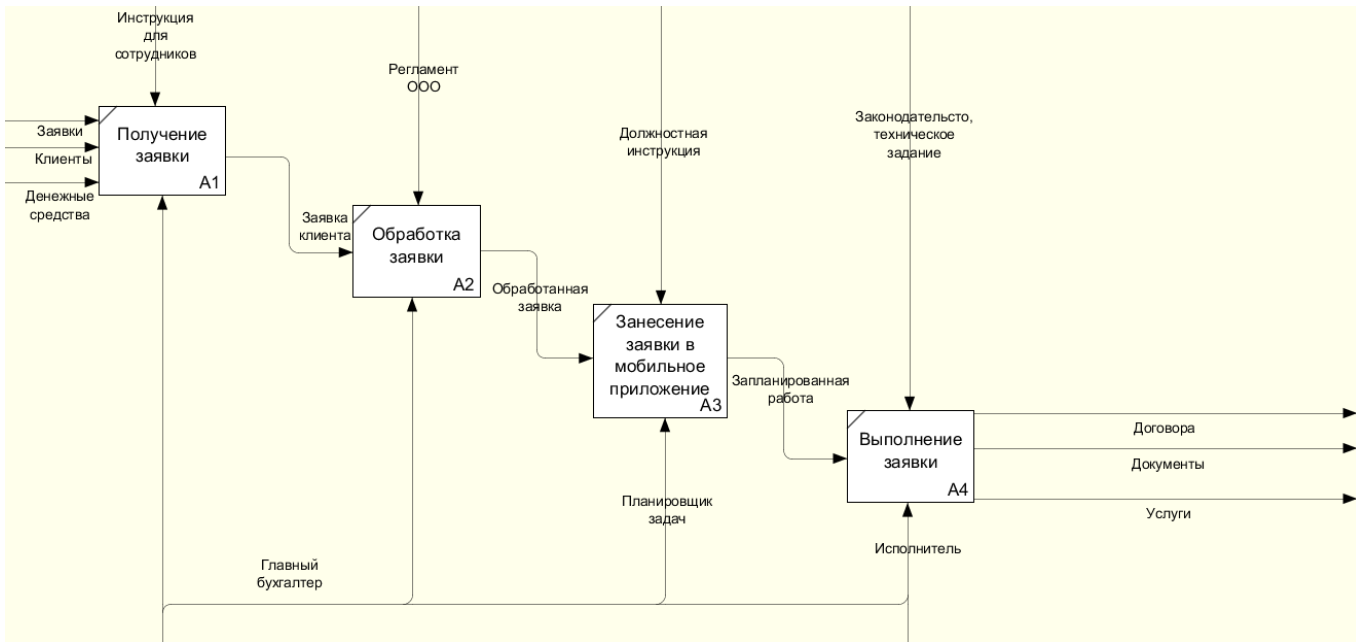 Инструкция
для
сотрудников
Регламент
ООО
Должностная
инструкция
Законодательсто,
техническое
задание
Заявки
Клиенты
Денежные
средства
Получение
заявки
A1
Заявка
клиента
Обработка
заявки
A2
Обработанная
заявка
Занесение
заявки в
мобильное
приложение
A3
Запланированная
работа
Выполнение
заявки
A4
Договора
Документы
Услуги
Планировщик
задач
Исполнитель
Главный
бухгалтер